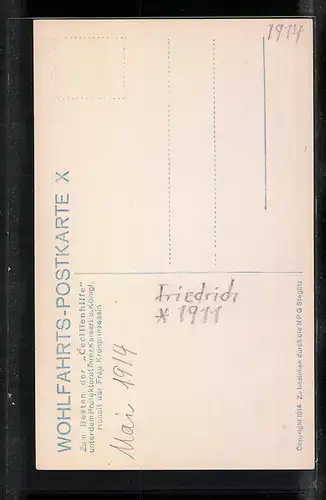 1914
WOHLFAHRTS-POSTKARTE X
Zum Besten der „Cecilienhilfe“
unter dem Protektorat Ihrer Kaiserl. u. Königl.
Hoheit der Frau Kronprinzessin
Mai 1914
Friedrich
* 1911
Copyright 1914 Zu beziehen durch die NPG Steglitz